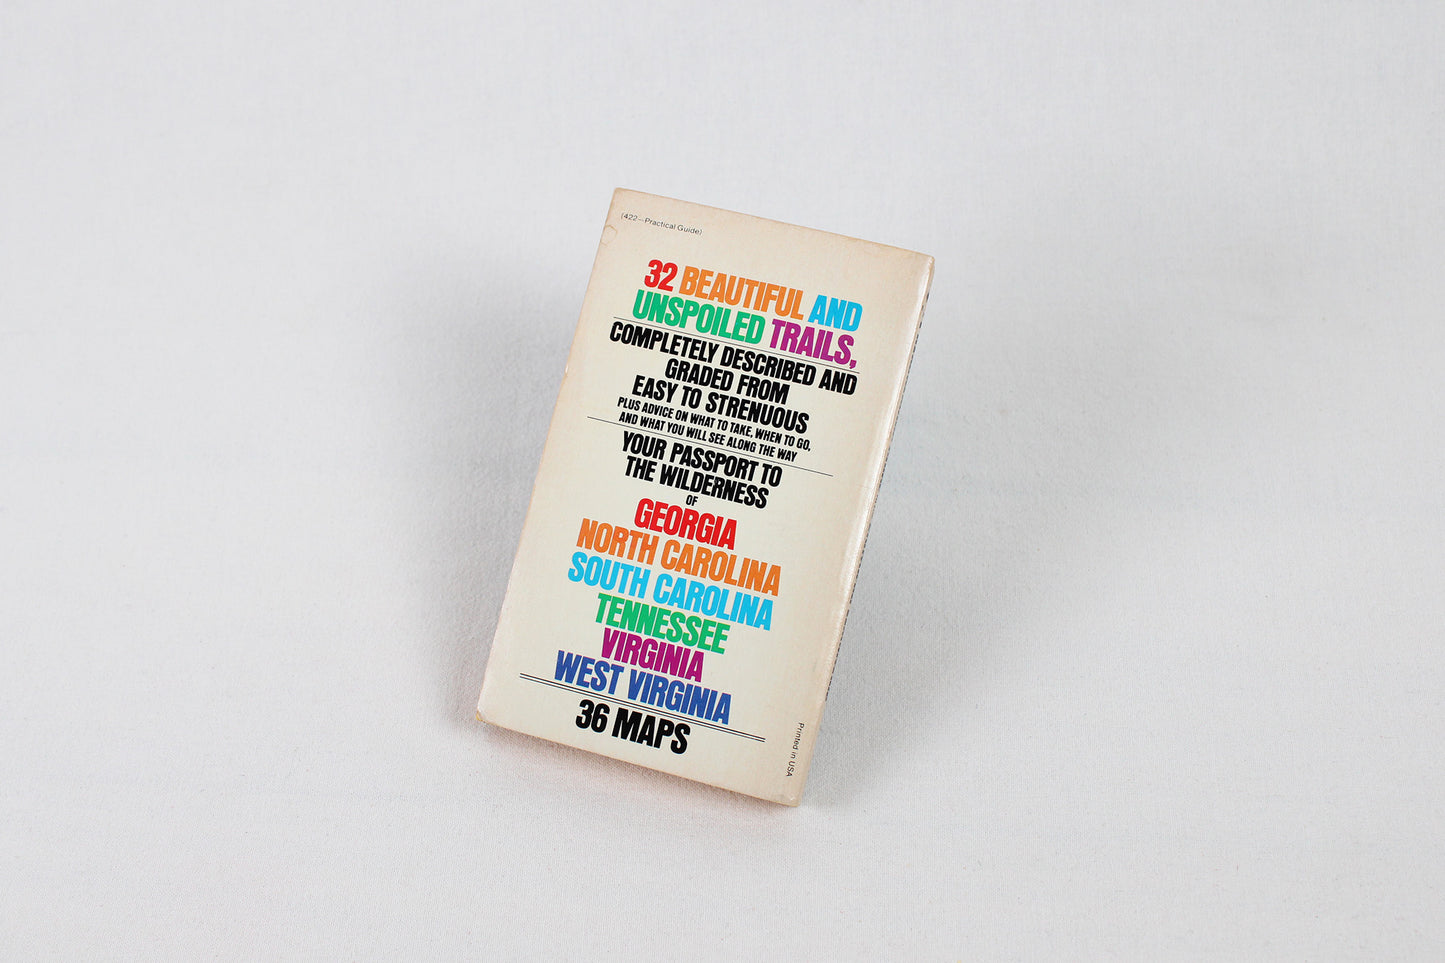 (422—Practical Guide)
32 BEAUTIFUL AND
UNSPOILED TRAILS,
COMPLETELY DESCRIBED AND
GRADED FROM
EASY TO STRENUOUS
PLUS ADVICE ON WHAT TO TAKE, WHEN TO GO,
AND WHAT YOU WILL SEE ALONG THE WAY
YOUR PASSPORT TO
THE WILDERNESS
OF
GEORGIA
NORTH CAROLINA
SOUTH CAROLINA
TENNESSEE
VIRGINIA
WEST VIRGINIA
36 MAPS
Printed in USA